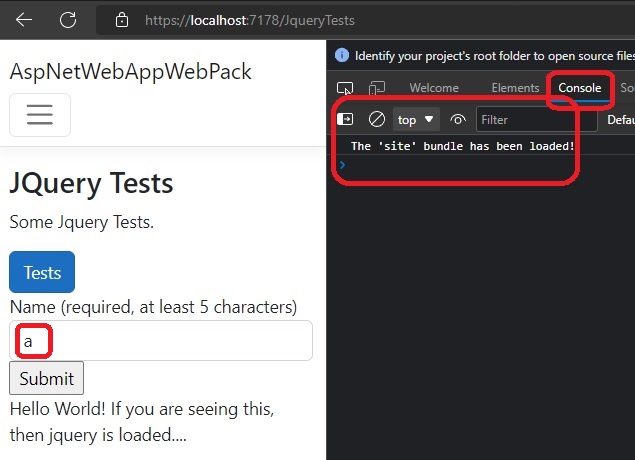 https://localhost:7178/JqueryTests
AspNetWebAppWebPack
JQuery Tests
Some Jquery Tests.
Tests
Name (required, at least 5 characters)
a
Submit
Hello World! If you are seeing this,
then jquery is loaded....
Identify your project's root folder to open source files
Welcome Elements Console So
top Filter Defau
The 'site' bundle has been loaded!